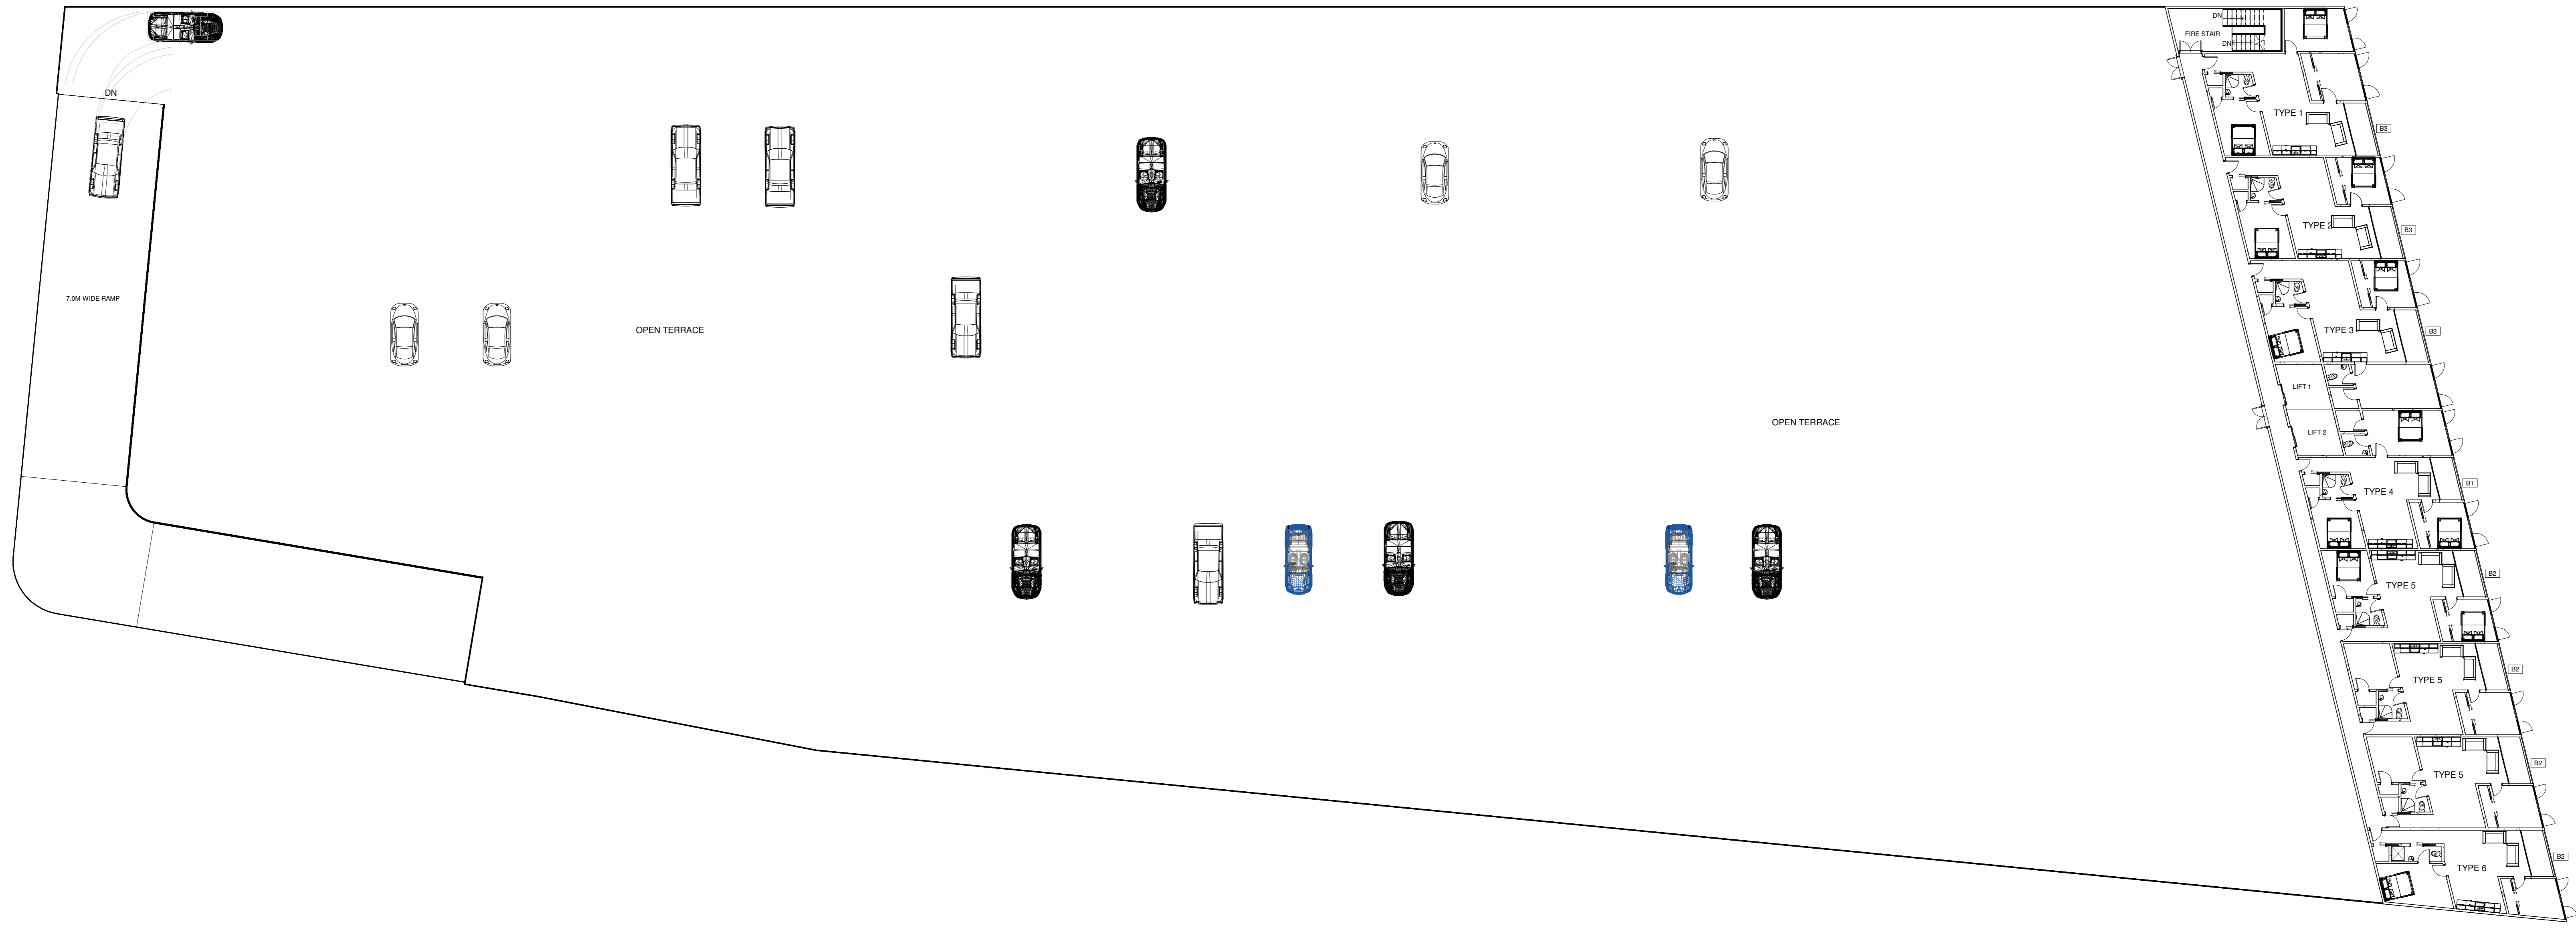 DN
FIRE STAIR
DN
DN
TYPE 1
B3
TYPE 2
B3
7.0M WIDE RAMP
OPEN TERRACE
TYPE 3
B3
LIFT 1
OPEN TERRACE
LIFT 2
TYPE 4
B1
TYPE 5
B2
TYPE 5
B2
TYPE 5
B2
TYPE 6
B2